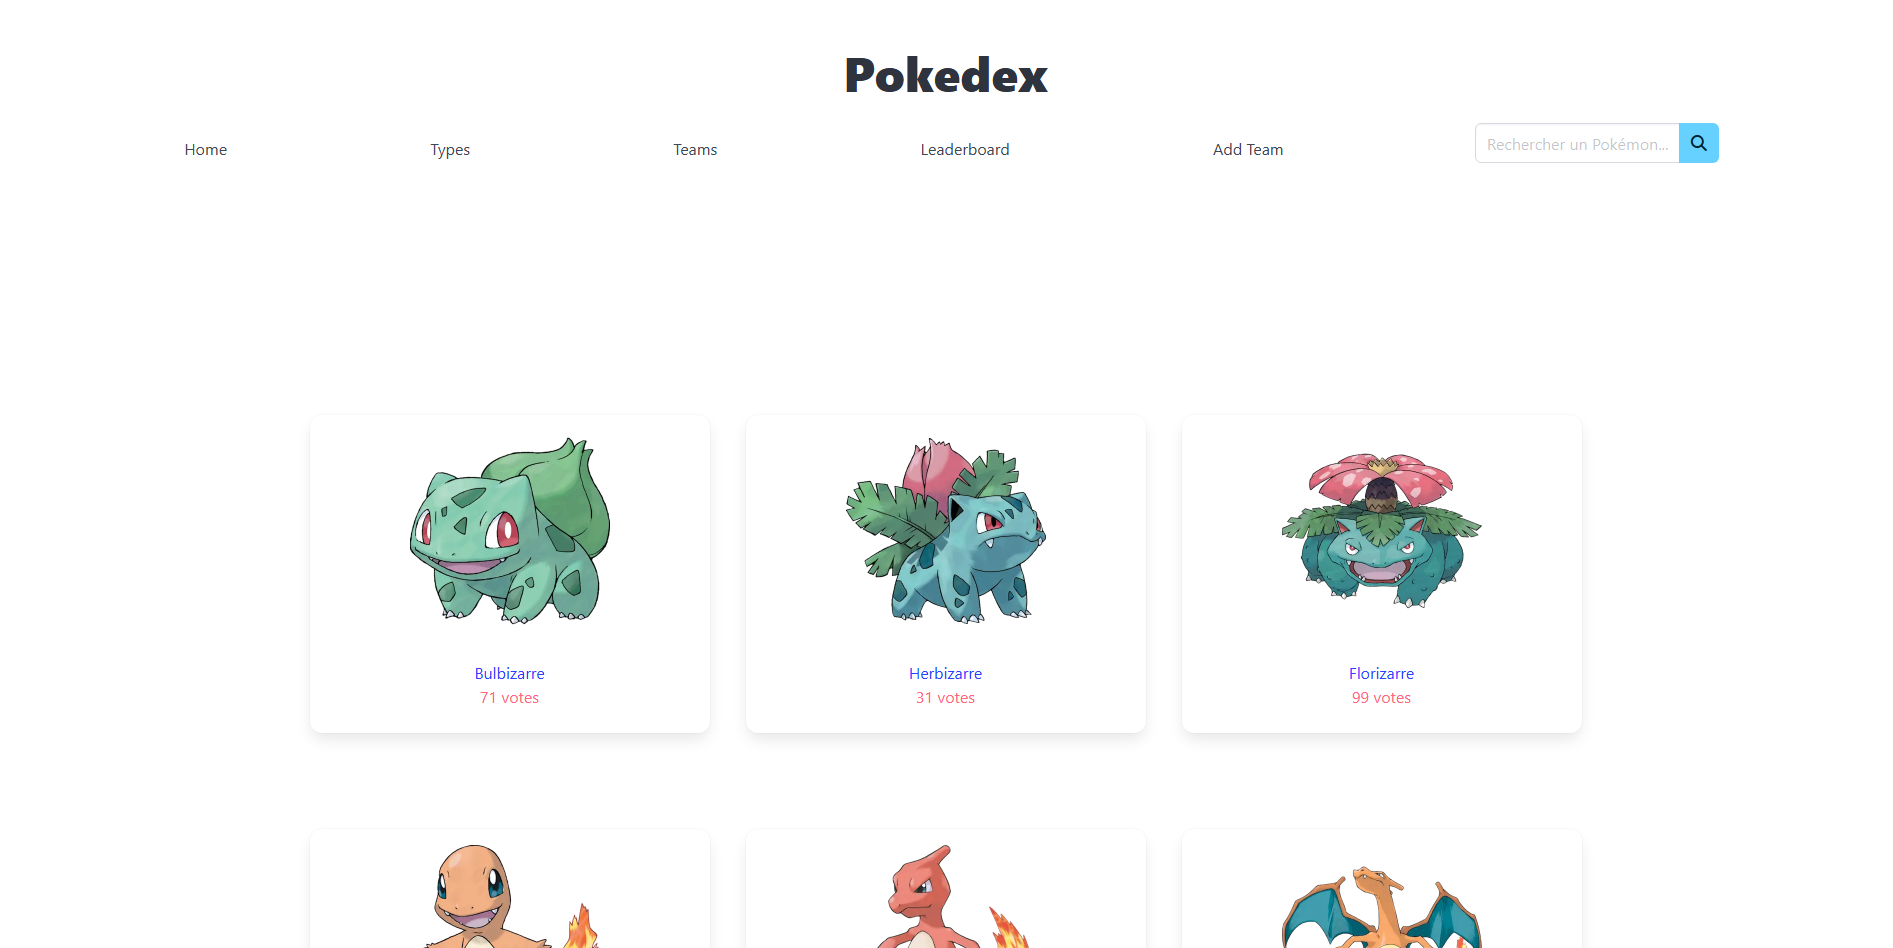 Pokedex
Home
Types
Teams
Leaderboard
Add Team
Rechercher un Pokémon...
Bulbizarre
71 votes
Herbizarre
31 votes
Florizarre
99 votes